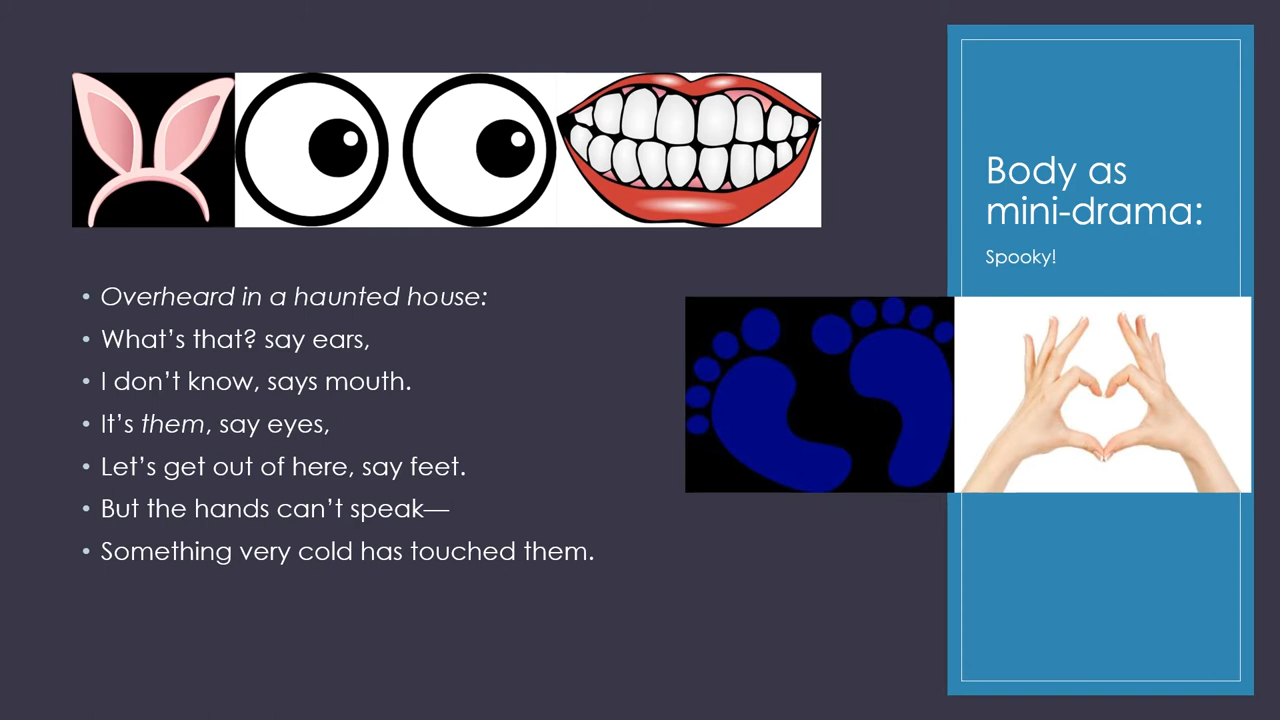 Body as
mini-drama:
Spooky!
• Overheard in a haunted house:
• What’s that? say ears,
• I don’t know, says mouth.
• It’s them, say eyes,
• Let’s get out of here, say feet.
• But the hands can’t speak—
• Something very cold has touched them.